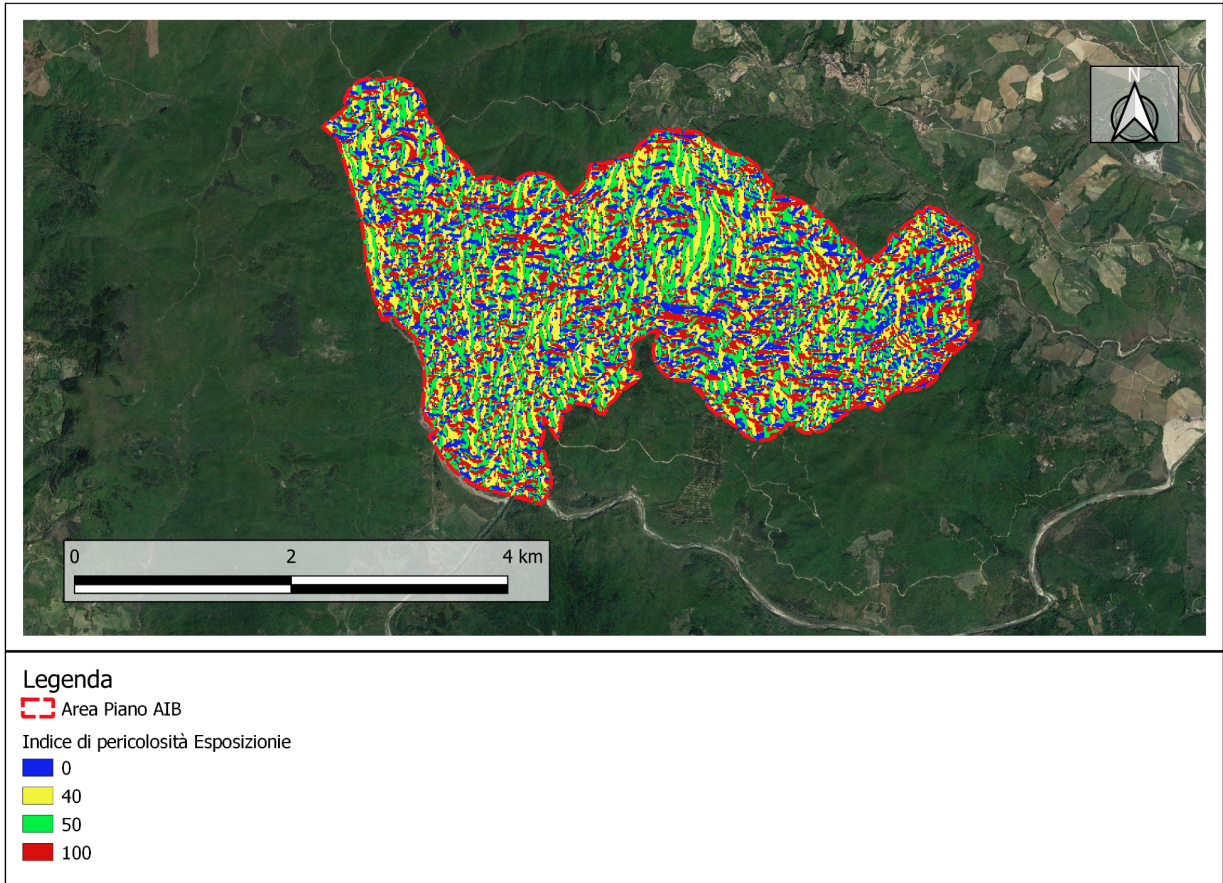 N
0 2 4 km
Legenda
Area Piano AIB
Indice di pericolosità Esposizionie
0
40
50
100